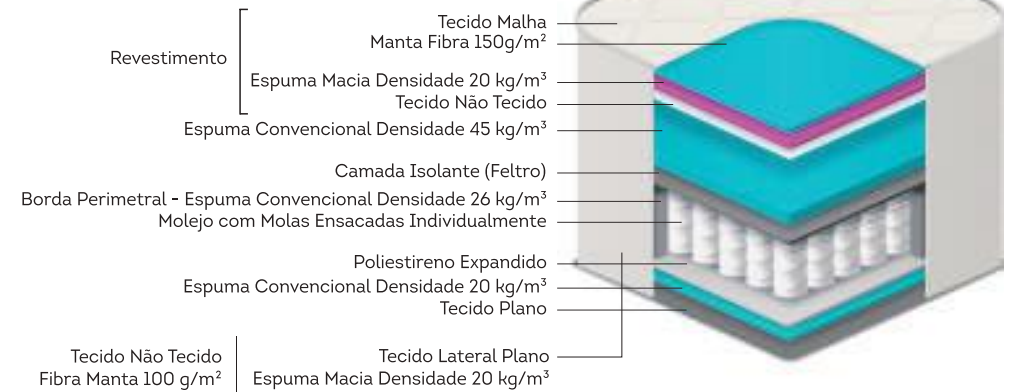 Tecido Malha
Manta Fibra 150g/m²
Revestimento
Espuma Macia Densidade 20 kg/m³
Tecido Não Tecido
Espuma Convencional Densidade 45 kg/m³
Camada Isolante (Feltro)
Borda Perimetral - Espuma Convencional Densidade 26 kg/m³
Molejo com Molas Ensacadas Individualmente
Poliestireno Expandido
Espuma Convencional Densidade 20 kg/m³
Tecido Plano
Tecido Não Tecido
Fibra Manta 100 g/m²
Tecido Lateral Plano
Espuma Macia Densidade 20 kg/m³